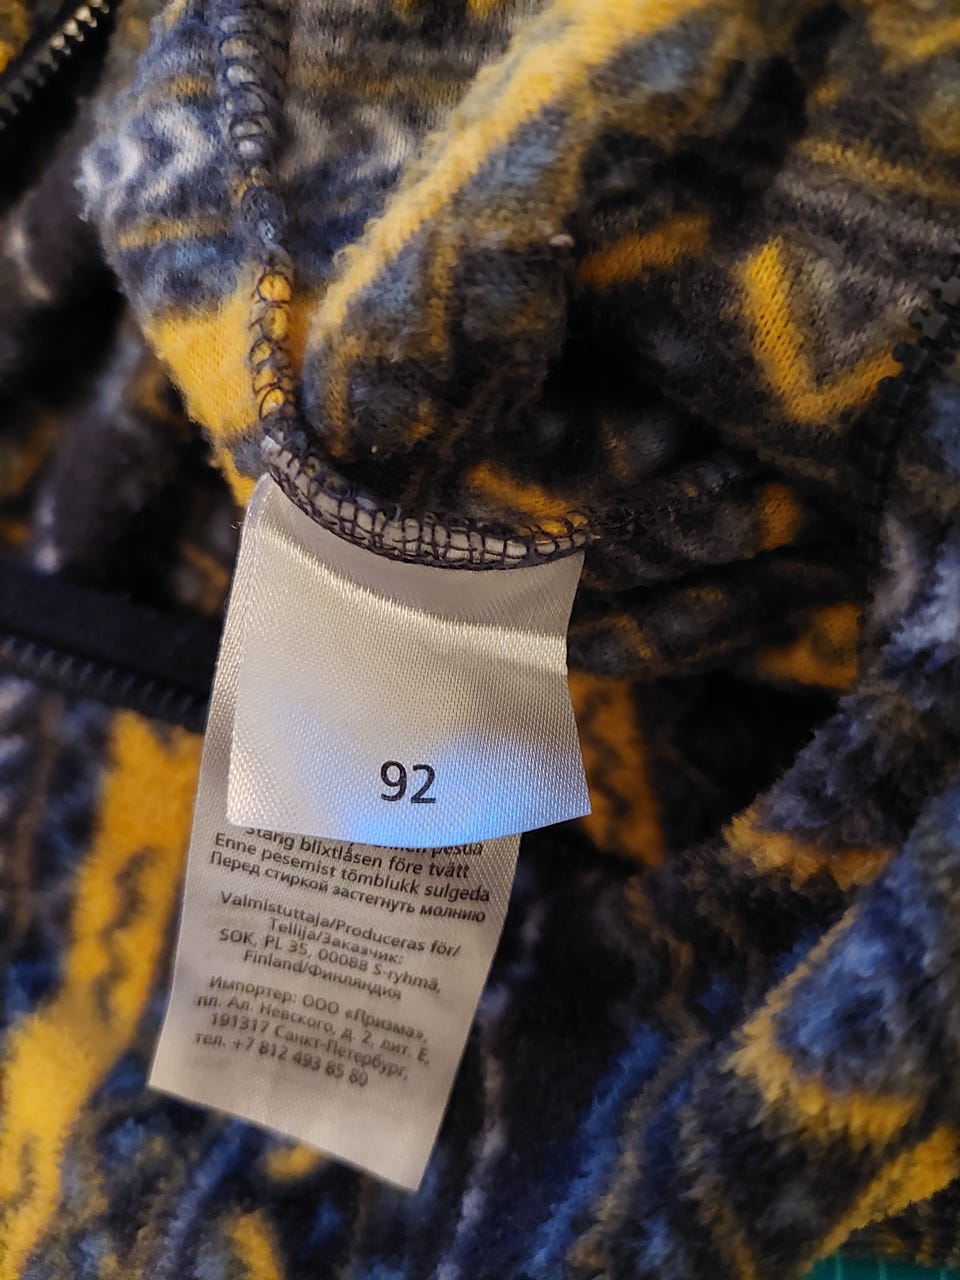 92
pestä
Stäng blixtlåsen före tvätt
Enne pesemist tõmblukk sulgeda
Перед стиркой застегнуть молнию
Valmistuttaja/Produceras för/
Tellija/Заказчик:
SOK, PL 35, 00088 S-ryhmä,
Finland/Финляндия
Импортер: ООО «Призма»,
пл. Ал. Невского, д. 2, лит. Е,
191317 Санкт-Петербург,
тел. +7 812 493 85 80